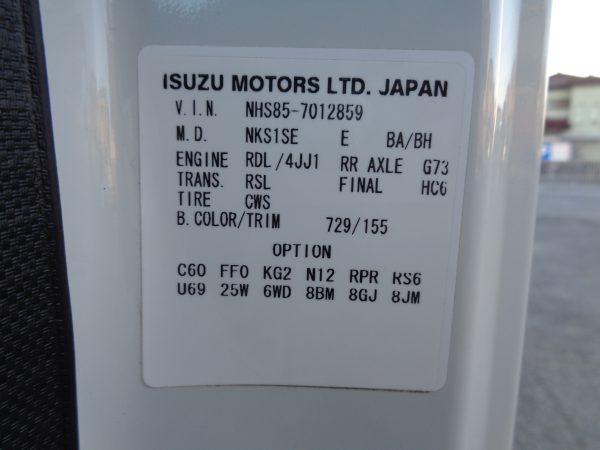 ISUZU MOTORS LTD. JAPAN
V.I.N. NHS85-7012859
M.D. NKS1SE E BA/BH
ENGINE RDL/4JJ1 RR AXLE G73
TRANS. RSL FINAL HC6
TIRE CWS
B.COLOR/TRIM 729/155
OPTION
C60 FF0 KG2 N12 RPR RS6
U69 25W 6WD 8BM 8GJ 8JM